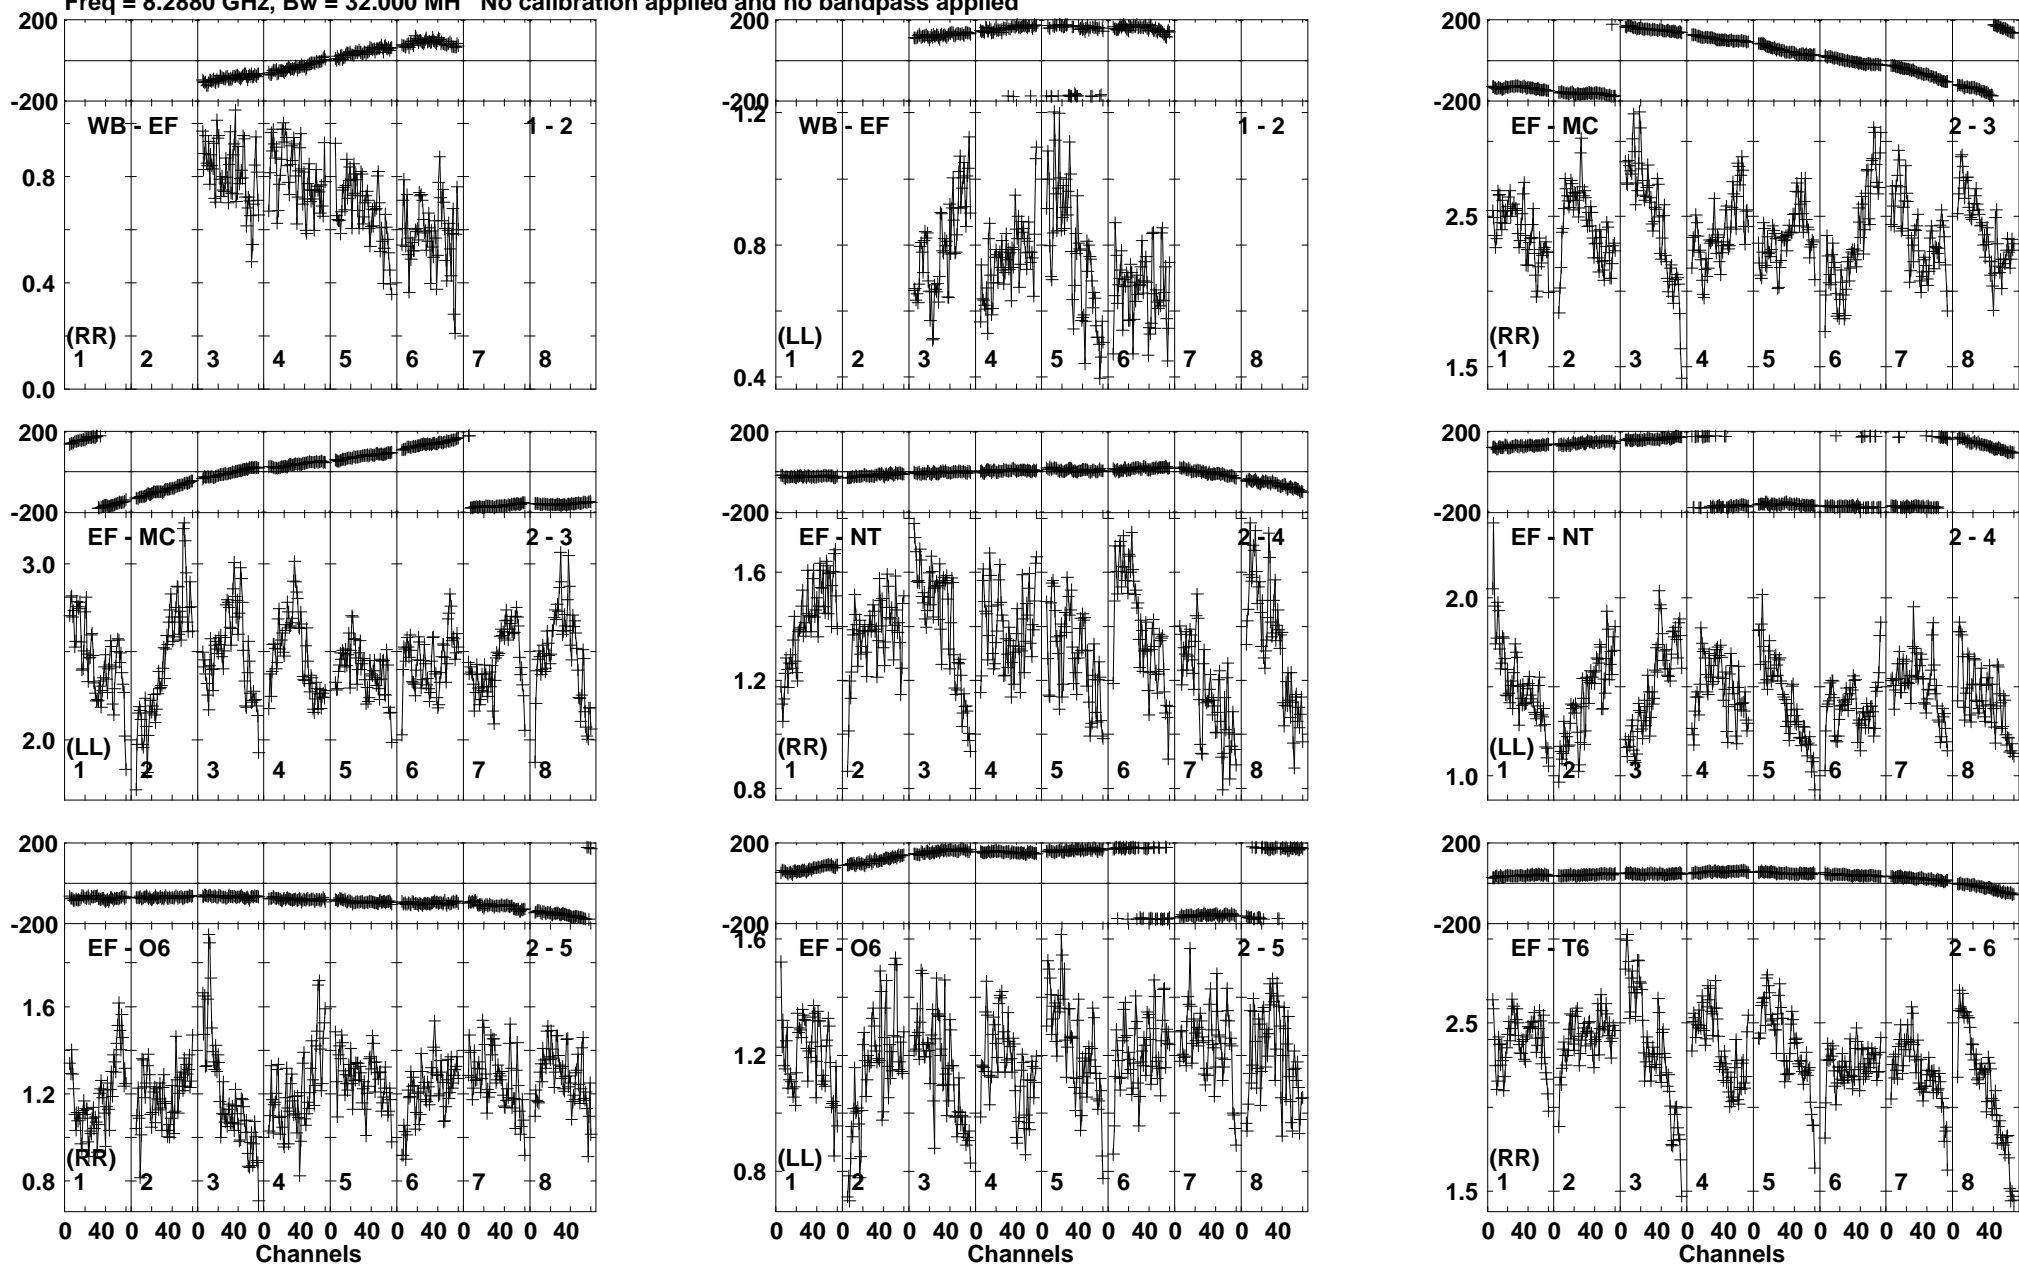 Freq = 8.2880 GHz, Bw = 32.000 MH No calibration applied and no bandpass applied
200
-200
WB - EF 1 - 2
0.8
0.4
(RR)
1 2 3 4 5 6 7 8
0.0
200
-200
1.2
WB - EF 1 - 2
0.8
(LL)
1 2 3 4 5 6 7 8
0.4
200
-200
EF - MC 2 - 3
2.5
(RR)
1 2 3 4 5 6 7 8
1.5
200
-200
EF - MC 2 - 3
3.0
2.0
(LL)
1 2 3 4 5 6 7 8
200
-200
EF - NT 2 - 4
1.6
1.2
(RR)
1 2 3 4 5 6 7 8
0.8
200
-200
EF - NT 2 - 4
2.0
(LL)
1 2 3 4 5 6 7 8
1.0
200
-200
EF - O6 2 - 5
1.6
1.2
(RR)
0.8
1 2 3 4 5 6 7 8
0 40 0 40 0 40 0 40 0 40 0 40 0 40 0 40
Channels
200
-200
1.6
EF - O6 2 - 5
1.2
(LL)
0.8
1 2 3 4 5 6 7 8
0 40 0 40 0 40 0 40 0 40 0 40 0 40 0 40
Channels
200
-200
EF - T6 2 - 6
2.5
(RR)
1.5
1 2 3 4 5 6 7 8
0 40 0 40 0 40 0 40 0 40 0 40 0 40 0 40
Channels